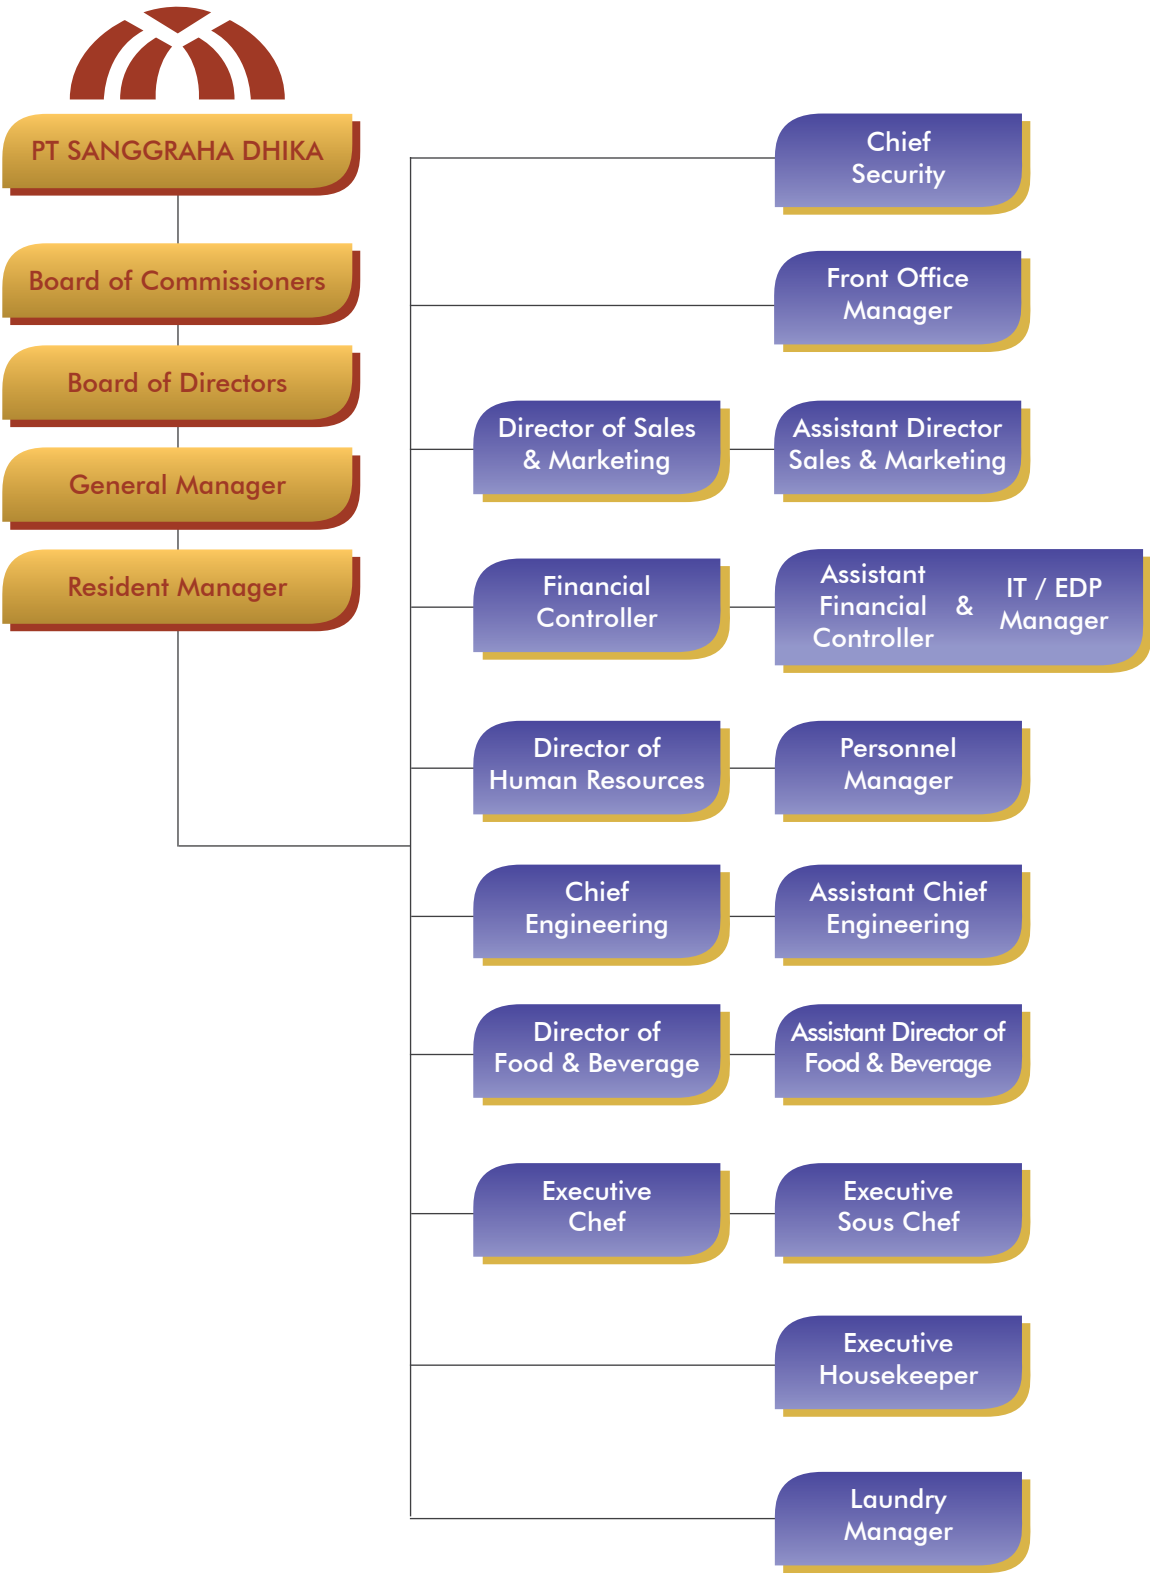 PT SANGGRAHA DHIKA
Board of Commissioners
Board of Directors
General Manager
Resident Manager
Chief
Security
Front Office
Manager
Director of Sales
& Marketing
Assistant Director
Sales & Marketing
Financial
Controller
Assistant
Financial
Controller
&
IT / EDP
Manager
Director of
Human Resources
Personnel
Manager
Chief
Engineering
Assistant Chief
Engineering
Director of
Food & Beverage
Assistant Director of
Food & Beverage
Executive
Chef
Executive
Sous Chef
Executive
Housekeeper
Laundry
Manager